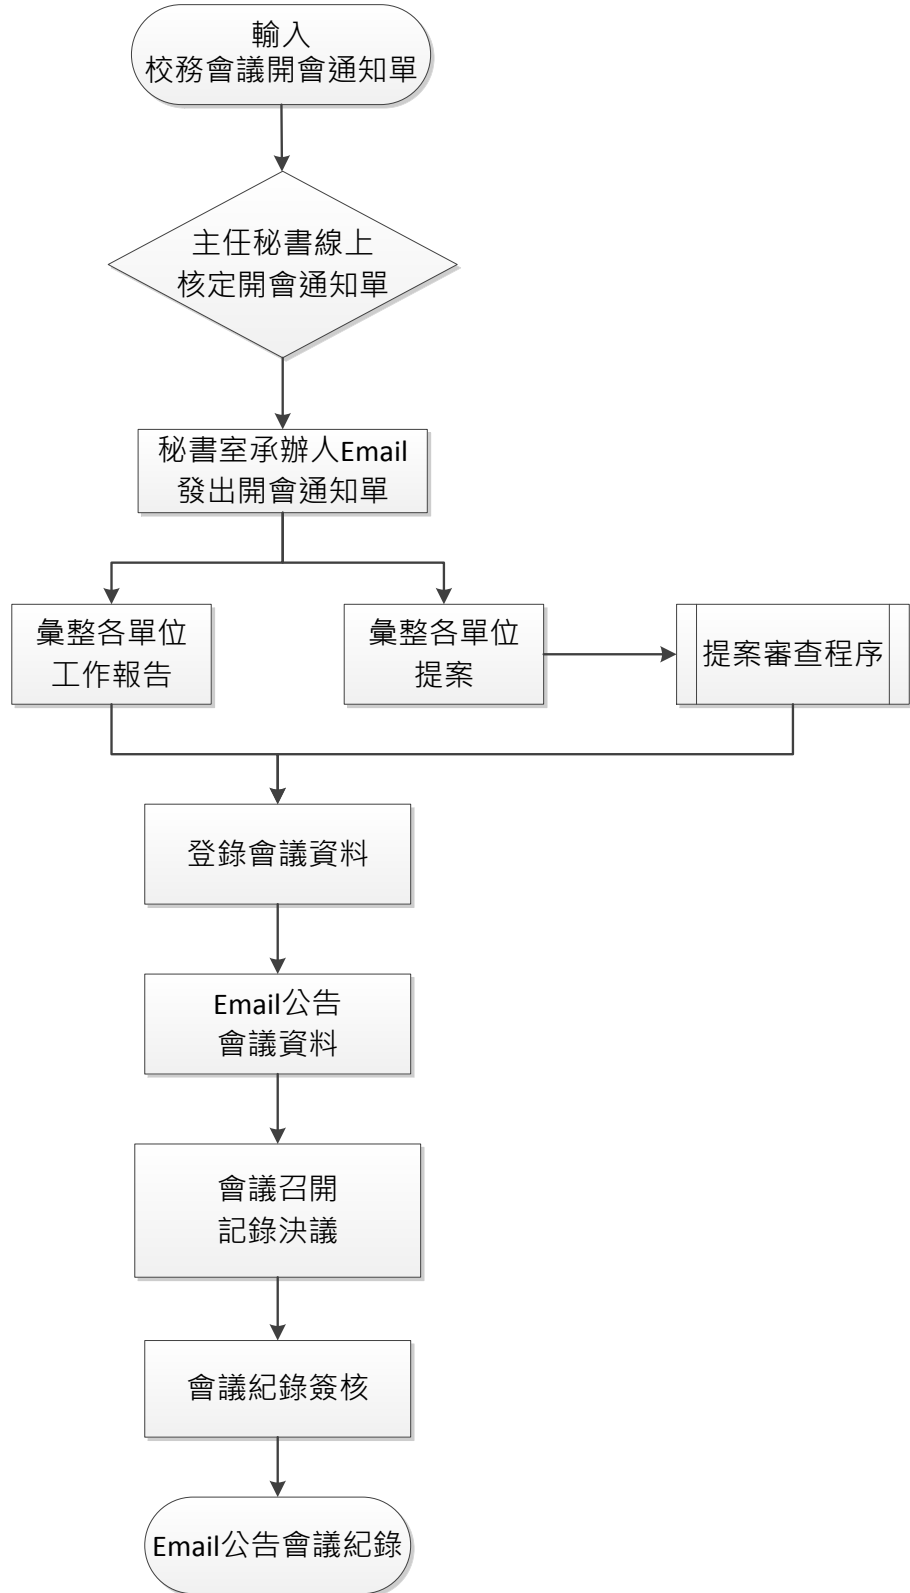 輸入
校務會議開會通知單
主任秘書線上
核定開會通知單
秘書室承辦人Email
發出開會通知單
彙整各單位
工作報告
彙整各單位
提案
提案審查程序
登錄會議資料
Email公告
會議資料
會議召開
記錄決議
會議紀錄簽核
Email公告會議紀錄